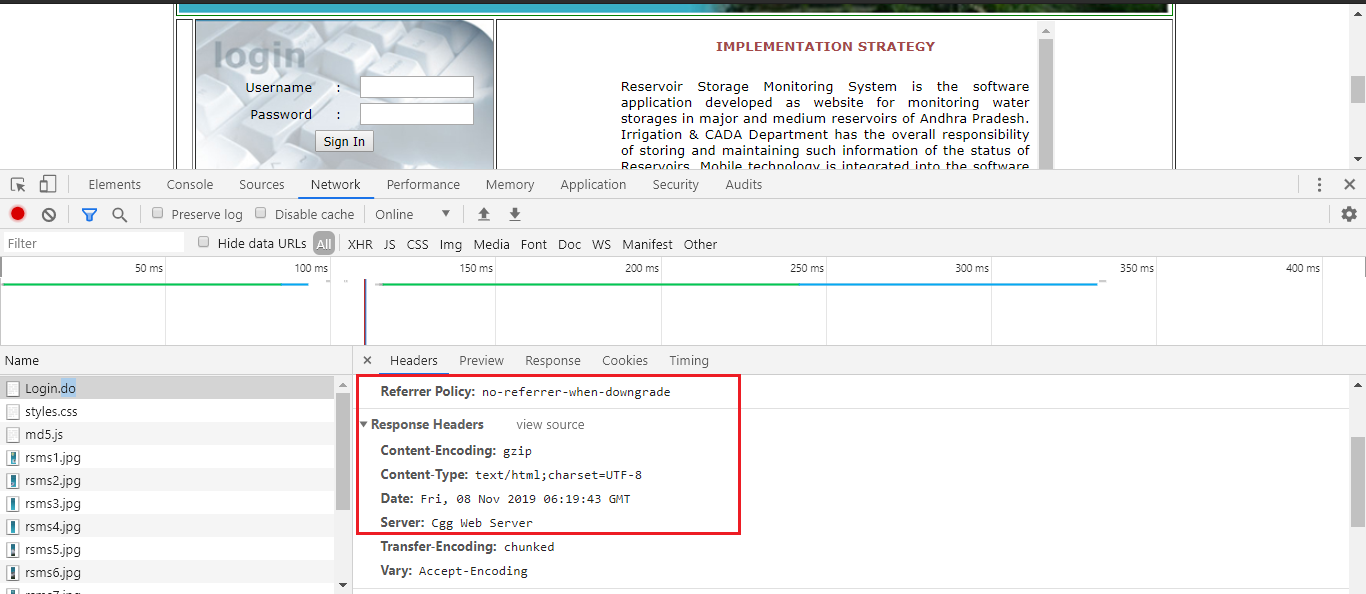 login
IMPLEMENTATION STRATEGY
Username :
Password :
Sign In
Reservoir Storage Monitoring System is the software
application developed as website for monitoring water
storages in major and medium reservoirs of Andhra Pradesh.
Irrigation & CADA Department has the overall responsibility
of storing and maintaining such information of the status of
Reservoirs. Mobile technology is integrated into the software
Elements Console Sources Network Performance Memory Application Security Audits
Preserve log Disable cache Online
Filter Hide data URLs All XHR JS CSS Img Media Font Doc WS Manifest Other
50 ms 100 ms 150 ms 200 ms 250 ms 300 ms 350 ms 400 ms
Name
Login.do
styles.css
md5.js
rsms1.jpg
rsms2.jpg
rsms3.jpg
rsms4.jpg
rsms5.jpg
rsms6.jpg
rsms7.jpg
Headers Preview Response Cookies Timing
Referrer Policy: no-referrer-when-downgrade
Response Headers view source
Content-Encoding: gzip
Content-Type: text/html;charset=UTF-8
Date: Fri, 08 Nov 2019 06:19:43 GMT
Server: Cgg Web Server
Transfer-Encoding: chunked
Vary: Accept-Encoding